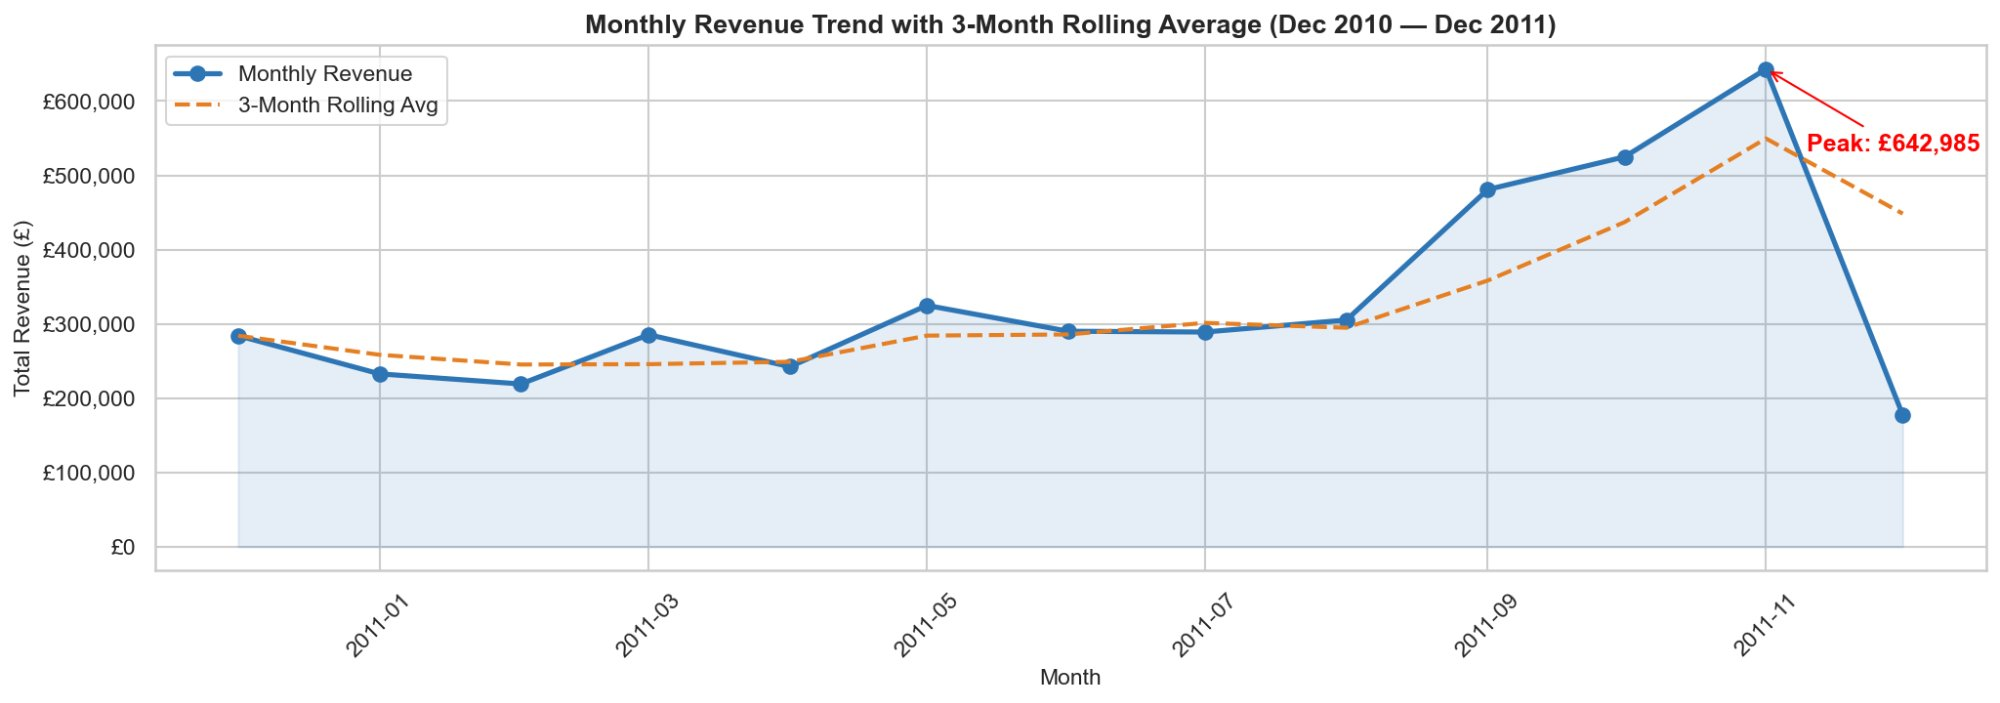 Monthly Revenue Trend with 3-Month Rolling Average (Dec 2010 — Dec 2011)
Monthly Revenue
3-Month Rolling Avg
£600,000
£500,000
£400,000
£300,000
£200,000
£100,000
£0
Total Revenue (£)
Peak: £642,985
2011-01
2011-03
2011-05
2011-07
2011-09
2011-11
Month